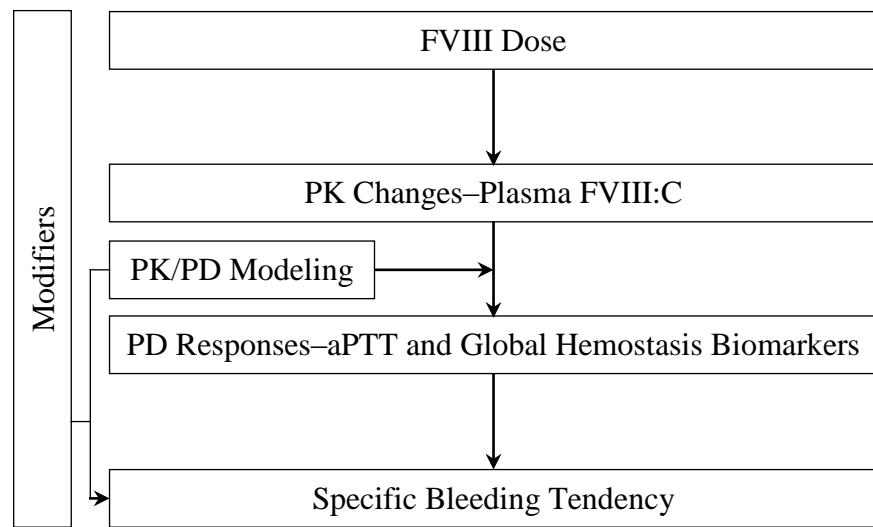 FVIII Dose
PK Changes–Plasma FVIII:C
Modifiers
PK/PD Modeling
PD Responses–aPTT and Global Hemostasis Biomarkers
Specific Bleeding Tendency